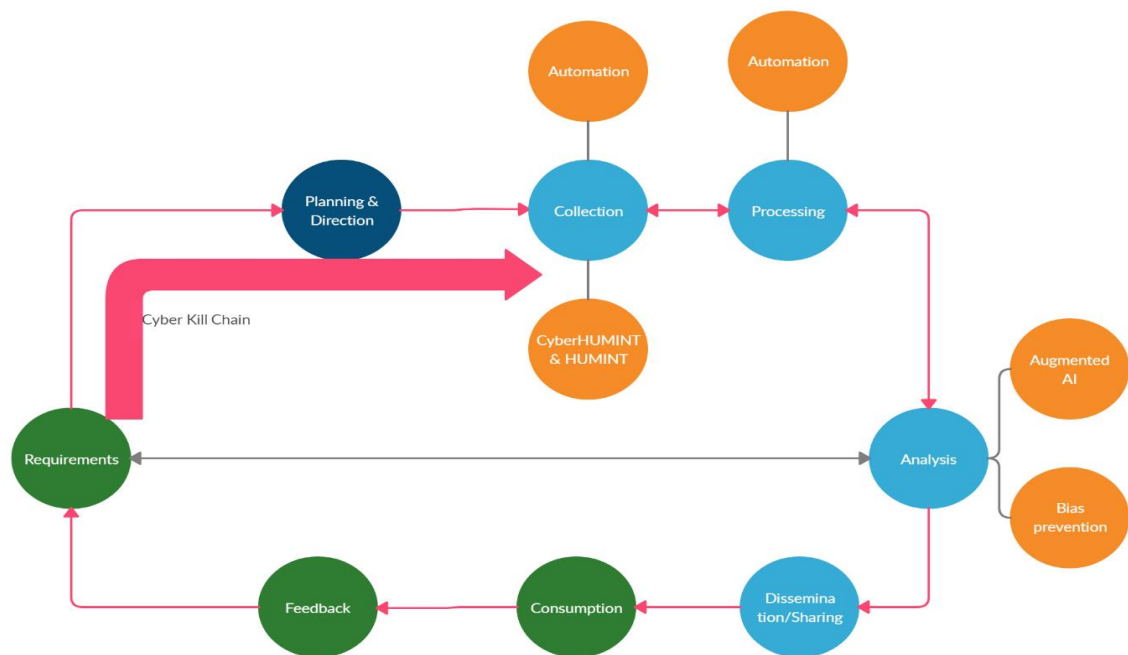 Automation
Automation
Planning &
Direction
Collection
Processing
Cyber Kill Chain
CyberHUMINT
& HUMINT
Augmented
AI
Requirements
Analysis
Bias
prevention
Feedback
Consumption
Dissemina
tion/Sharing